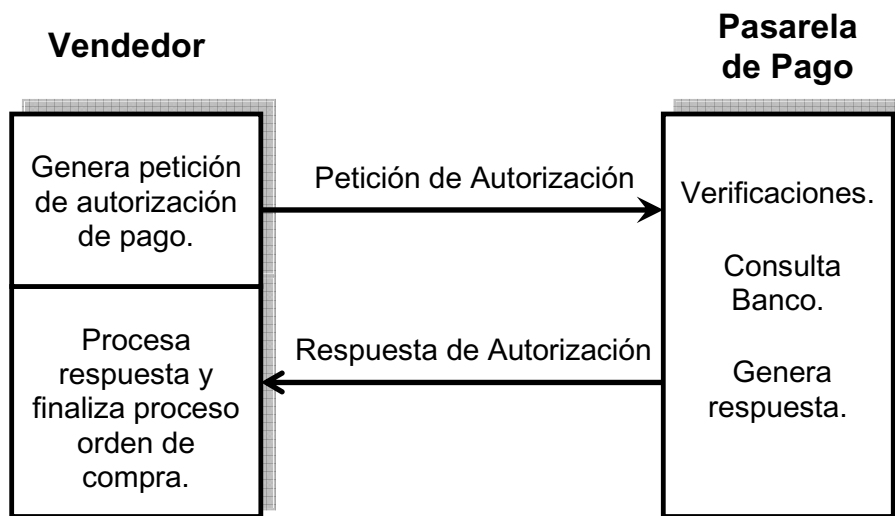 Vendedor
Pasarela
de Pago
Genera petición
de autorización
de pago.
Petición de Autorización
Verificaciones.
Consulta
Banco.
Genera
respuesta.
Respuesta de Autorización
Procesa
respuesta y
finaliza proceso
orden de
compra.